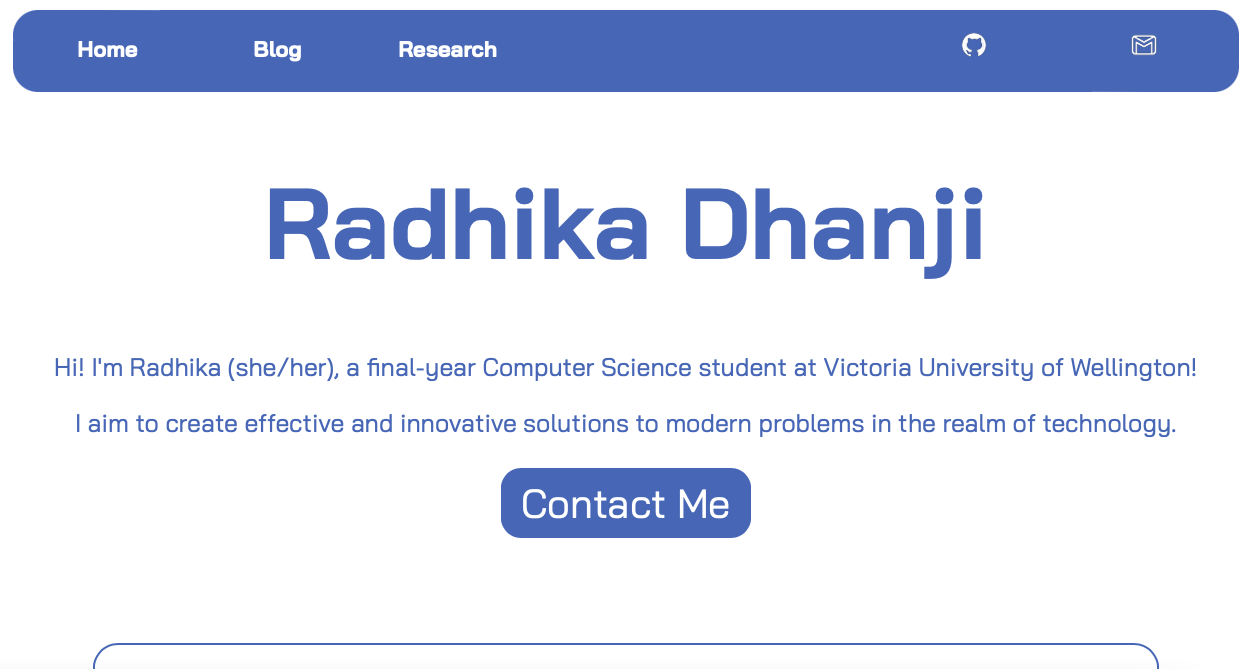 Home Blog Research
Radhika Dhanji
Hi! I'm Radhika (she/her), a final-year Computer Science student at Victoria University of Wellington!
I aim to create effective and innovative solutions to modern problems in the realm of technology.
Contact Me